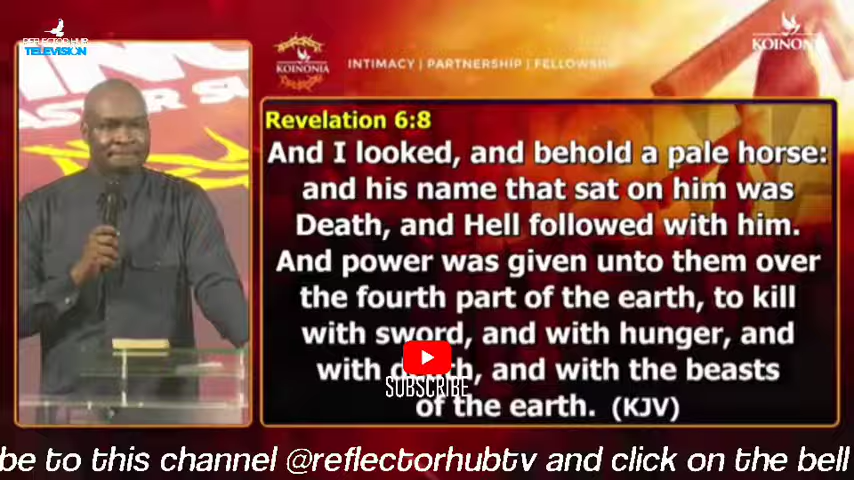 REFLECTOR HUB
TELEVISION
KOINONIA
INTIMACY | PARTNERSHIP | FELLOWSHIP
KOINONIA
Revelation 6:8
And I looked, and behold a pale horse:
and his name that sat on him was
Death, and Hell followed with him.
And power was given unto them over
the fourth part of the earth, to kill
with sword, and with hunger, and
with death, and with the beasts
of the earth. (KJV)
SUBSCRIBE
be to this channel @reflectorhubtv and click on the bell